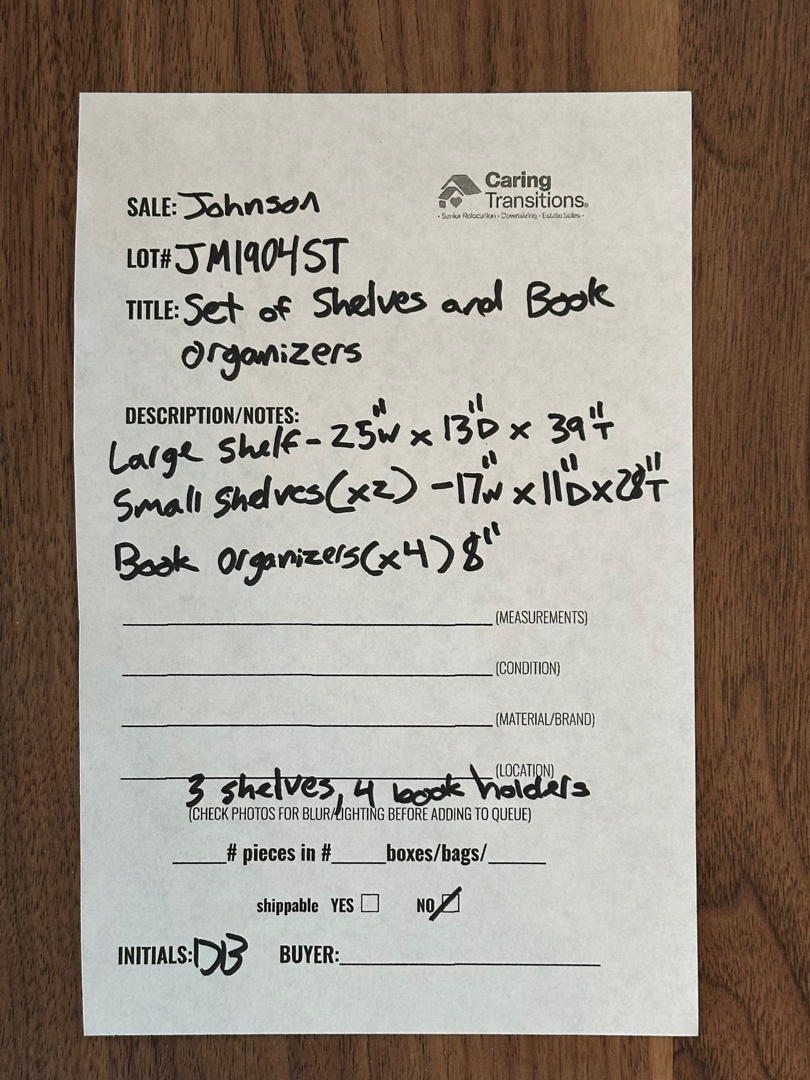 Caring
Transitions®
· Senior Relocation · Downsizing · Estate Sales ·
SALE: Johnson
LOT# JM1904ST
TITLE: Set of Shelves and Book
organizers
DESCRIPTION/NOTES:
Large shelf - 25"W x 13"D x 39"T
Small shelves (x2) - 17"W x 11"D x 28"T
Book organizers (x4) 8"
(MEASUREMENTS)
(CONDITION)
(MATERIAL/BRAND)
(LOCATION)
3 shelves, 4 book holders
(CHECK PHOTOS FOR BLUR/LIGHTING BEFORE ADDING TO QUEUE)
_____# pieces in #_____boxes/bags/_____
shippable YES ☐ NO ☑
INITIALS: DB BUYER: